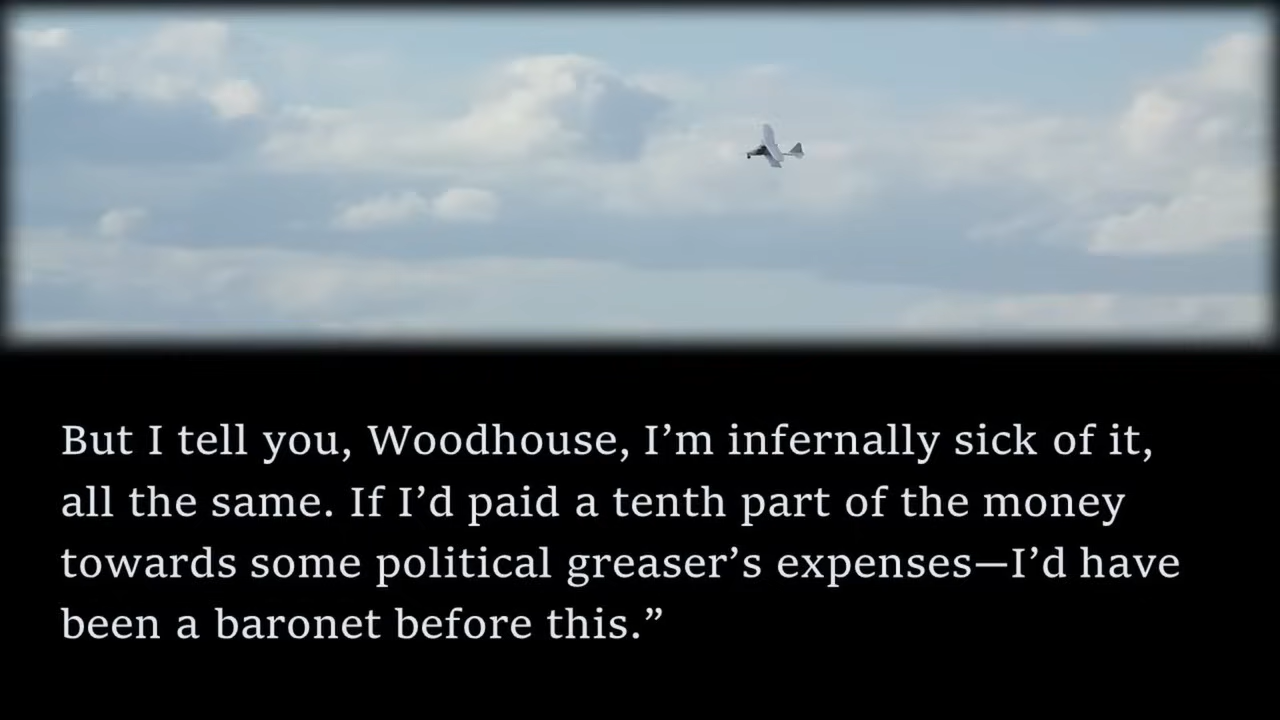 But I tell you, Woodhouse, I’m infernally sick of it,
all the same. If I’d paid a tenth part of the money
towards some political greaser’s expenses—I’d have
been a baronet before this.”